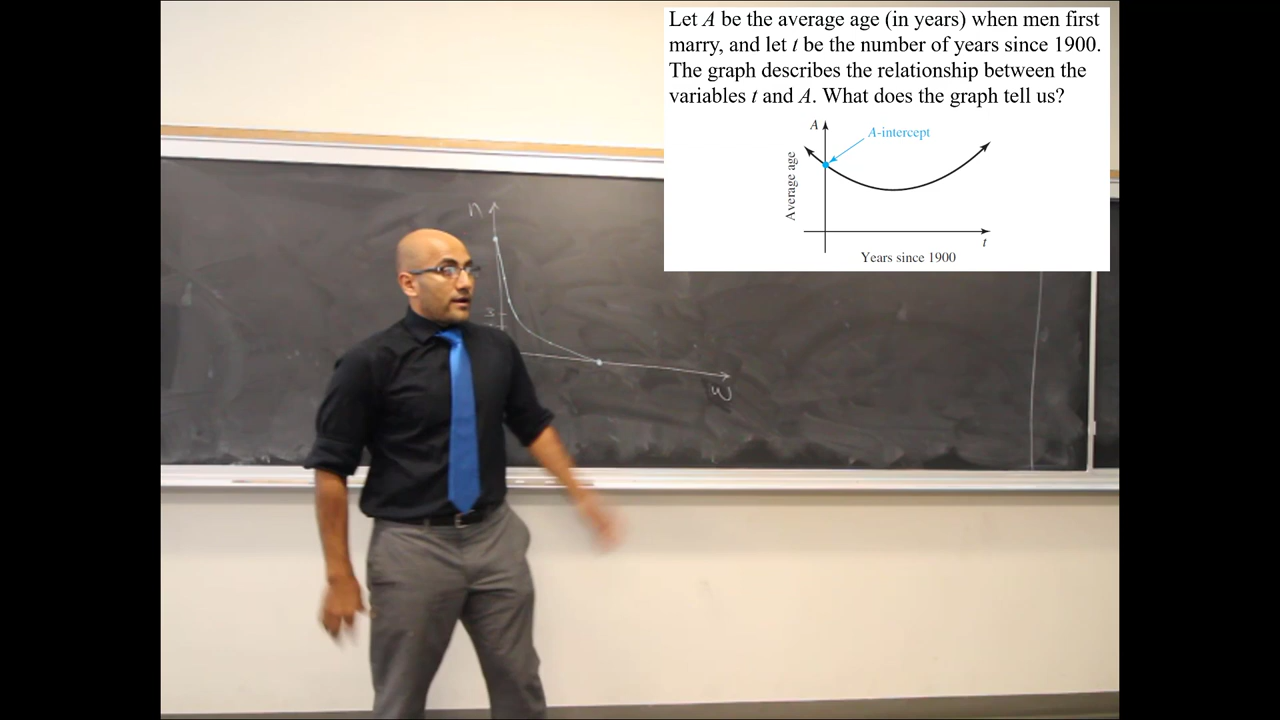 Let A be the average age (in years) when men first
marry, and let t be the number of years since 1900.
The graph describes the relationship between the
variables t and A. What does the graph tell us?
A
A-intercept
Average age
t
Years since 1900
n
3
w